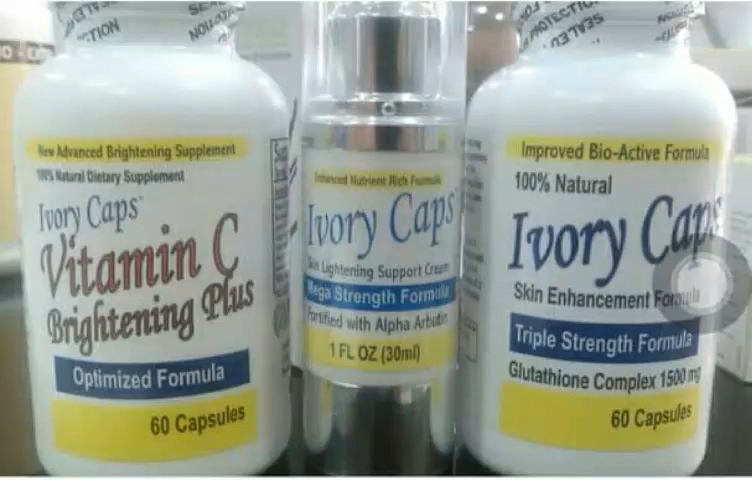 New Advanced Brightening Supplement
100% Natural Dietary Supplement
Ivory Caps
Vitamin C
Brightening Plus
Optimized Formula
60 Capsules
Enhanced Nutrient Rich Formula
Ivory Caps
Skin Lightening Support Cream
Mega Strength Formula
Fortified with Alpha Arbutin
1 FL OZ (30ml)
PROTECTI
SEALED
Improved Bio-Active Formula
100% Natural
Ivory Caps
Skin Enhancement Formula
Triple Strength Formula
Glutathione Complex 1500 mg
60 Capsules